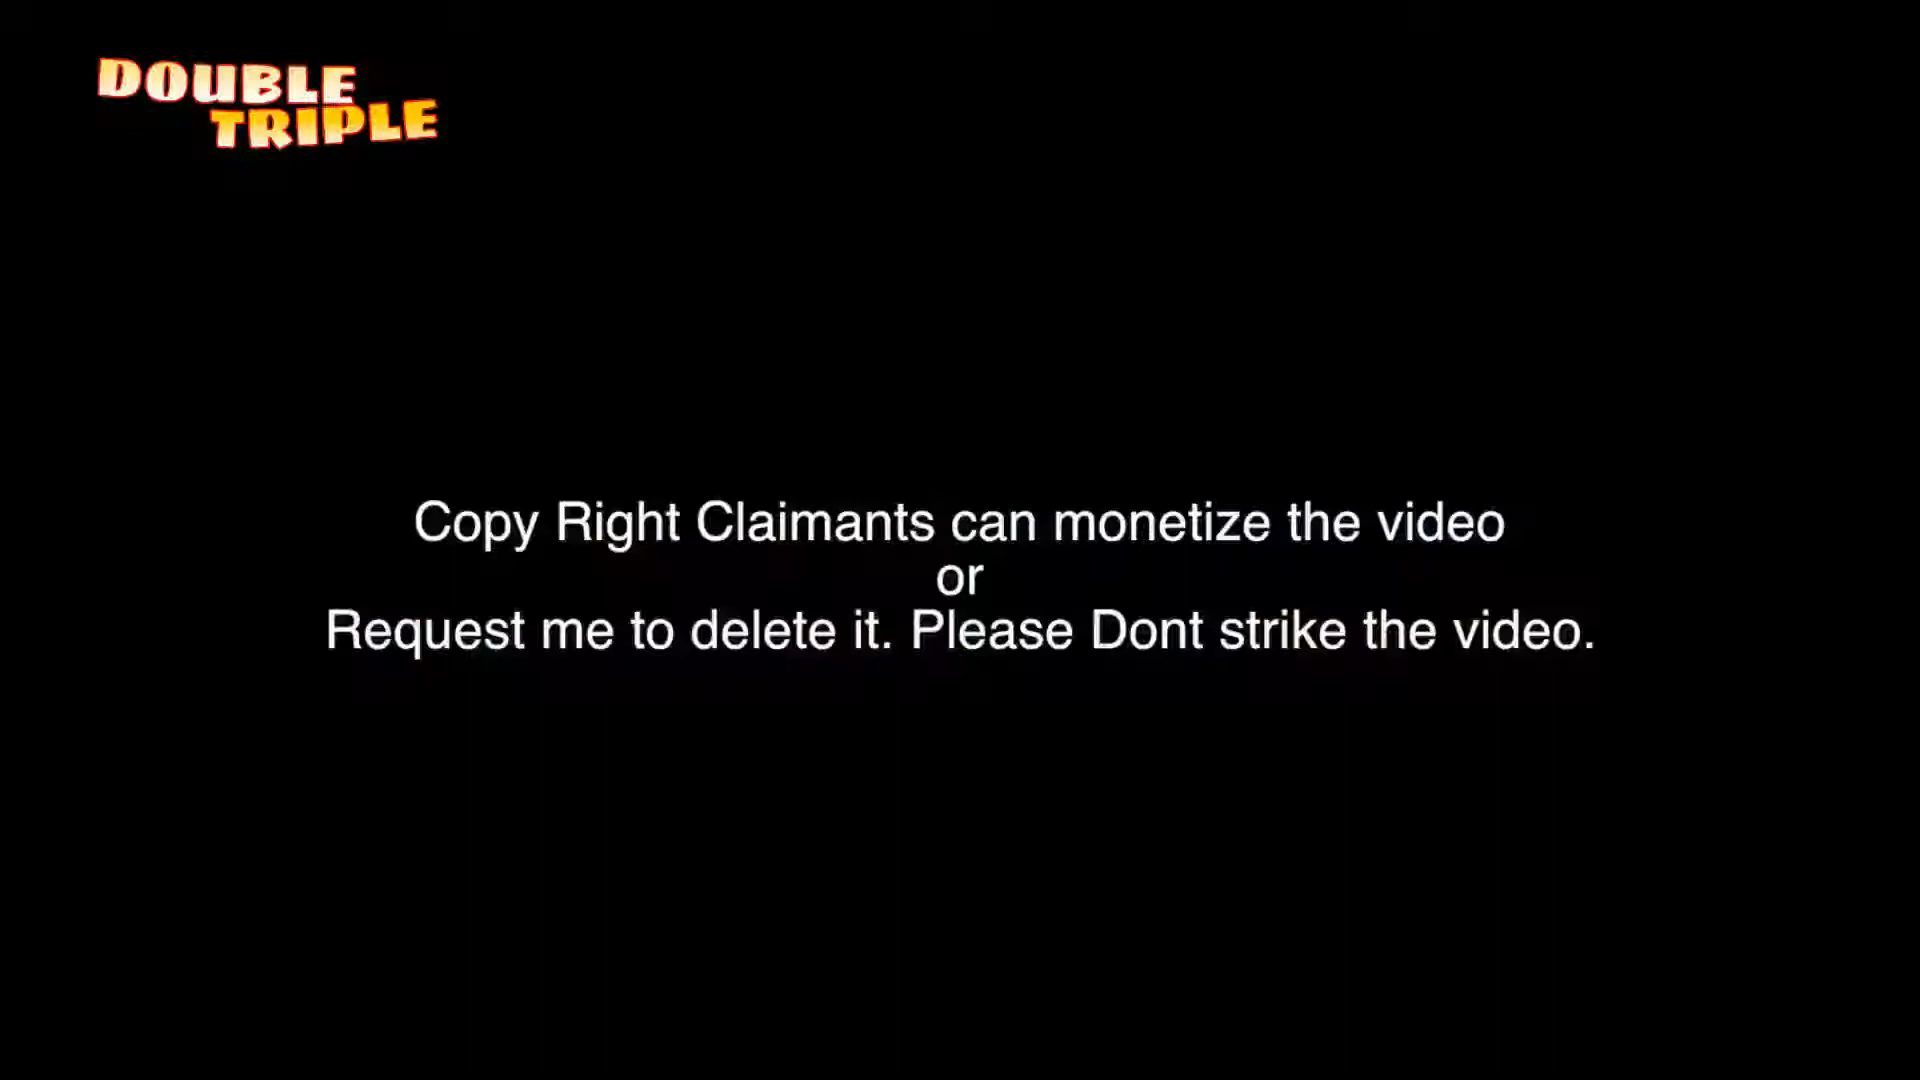 DOUBLE
TRIPLE
Copy Right Claimants can monetize the video
or
Request me to delete it. Please Dont strike the video.